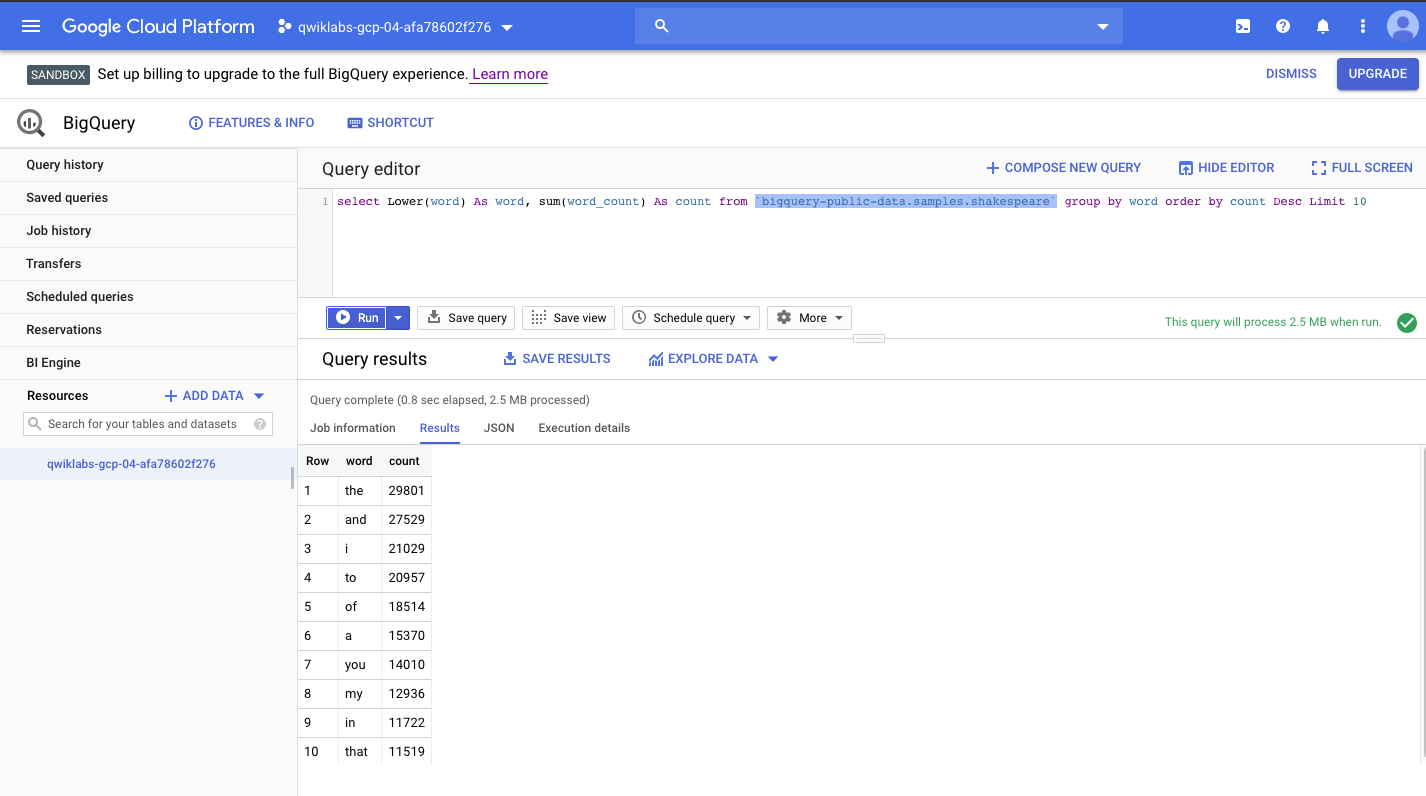 Google Cloud Platform qwiklabs-gcp-04-afa78602f276
SANDBOX Set up billing to upgrade to the full BigQuery experience. Learn more DISMISS UPGRADE
BigQuery FEATURES & INFO SHORTCUT
Query history
Saved queries
Job history
Transfers
Scheduled queries
Reservations
BI Engine
Resources ADD DATA
Search for your tables and datasets
qwiklabs-gcp-04-afa78602f276
Query editor COMPOSE NEW QUERY HIDE EDITOR FULL SCREEN
1 select Lower(word) As word, sum(word_count) As count from `bigquery-public-data.samples.shakespeare` group by word order by count Desc Limit 10
Run Save query Save view Schedule query More This query will process 2.5 MB when run.
Query results SAVE RESULTS EXPLORE DATA
Query complete (0.8 sec elapsed, 2.5 MB processed)
Job information Results JSON Execution details
Row word count
1 the 29801
2 and 27529
3 i 21029
4 to 20957
5 of 18514
6 a 15370
7 you 14010
8 my 12936
9 in 11722
10 that 11519